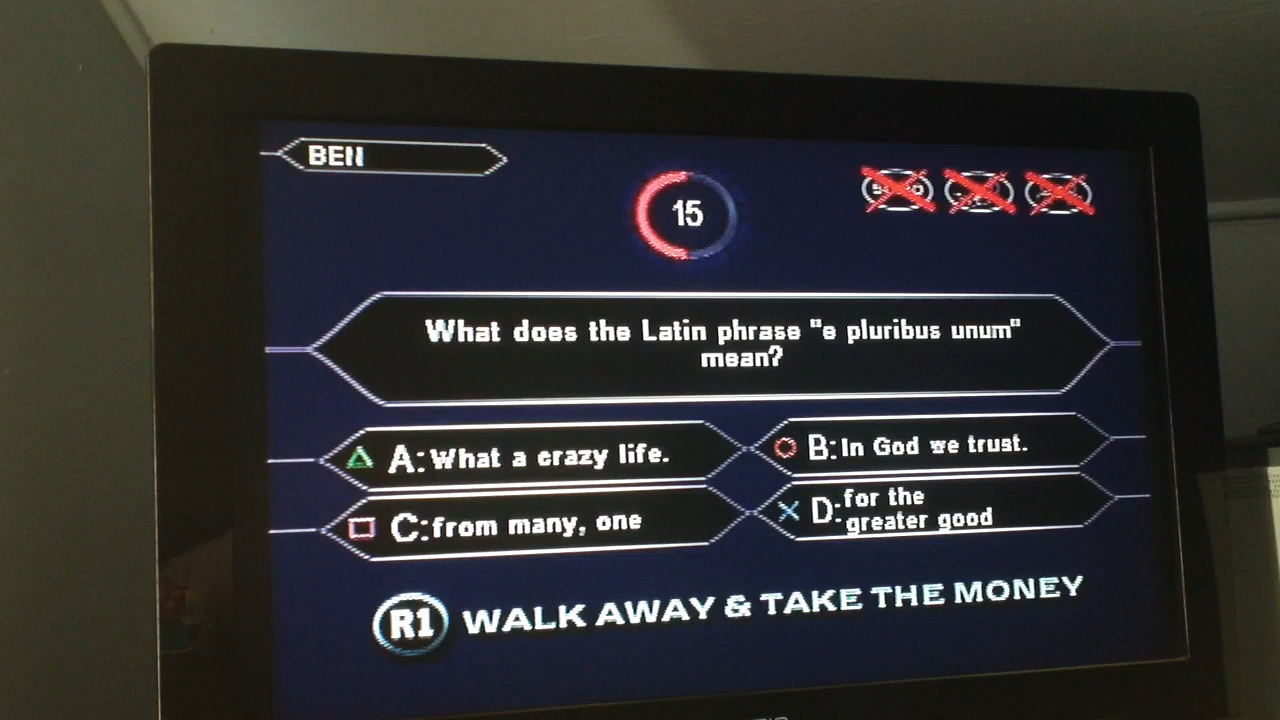 BEN
15
What does the Latin phrase "e pluribus unum"
mean?
A:What a crazy life.
B:In God we trust.
C:from many, one
D:for the
greater good
R1 WALK AWAY & TAKE THE MONEY